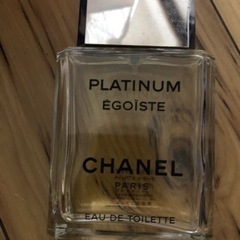 PLATINUM
ÉGOÏSTE
CHANEL
PARIS
EAU DE TOILETTE